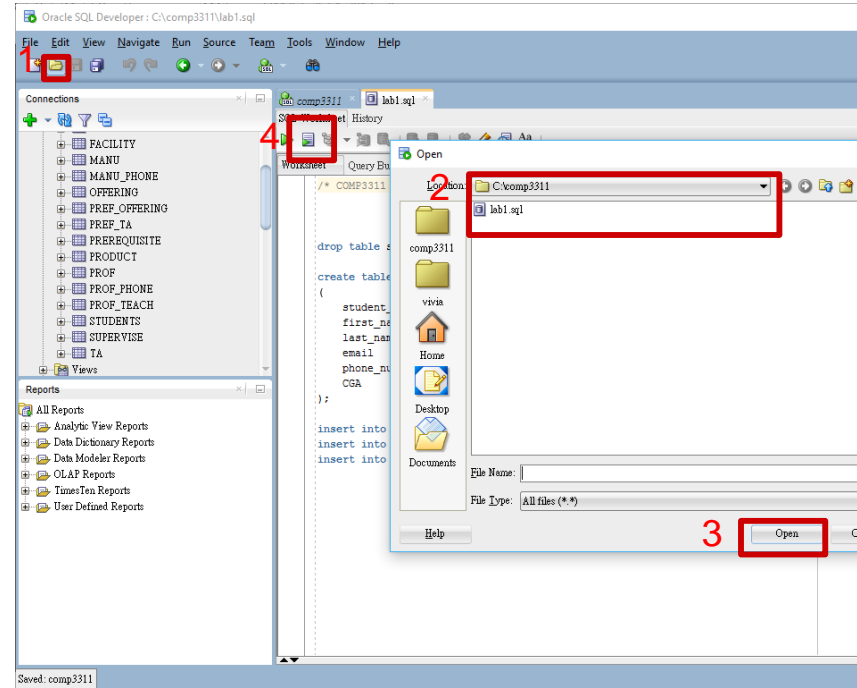 Oracle SQL Developer : C:\comp3311\lab1.sql
File Edit View Navigate Run Source Team Tools Window Help
1
Connections
comp3311
lab1.sql
SQL Worksheet History
4
Aa
Worksheet
Query Bu
FACILITY
MANU
MANU_PHONE
OFFERING
PREF_OFFERING
PREF_TA
PREREQUISITE
PRODUCT
PROF
PROF_PHONE
PROF_TEACH
STUDENTS
SUPERVISE
TA
Views
Reports
All Reports
Analytic View Reports
Data Dictionary Reports
Data Modeler Reports
OLAP Reports
TimesTen Reports
User Defined Reports
/* COMP3311
drop table s
create table
(
student_
first_na
last_nam
email
phone_nu
CGA
);
insert into
insert into
insert into
Open
2
Location: C:\comp3311
lab1.sql
comp3311
vivia
Home
Desktop
Documents
File Name:
File Type: All files (*.*)
Help
3
Open
C
Saved: comp3311